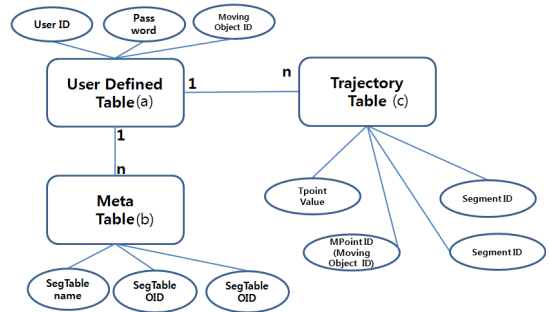 User ID
Pass
word
Moving
Object ID
User Defined
Table(a)
1
n
Trajectory
Table (c)
1
n
Meta
Table(b)
Tpoint
Value
Segment ID
MPoint ID
(Moving
Object ID)
Segment ID
SegTable
name
SegTable
OID
SegTable
OID